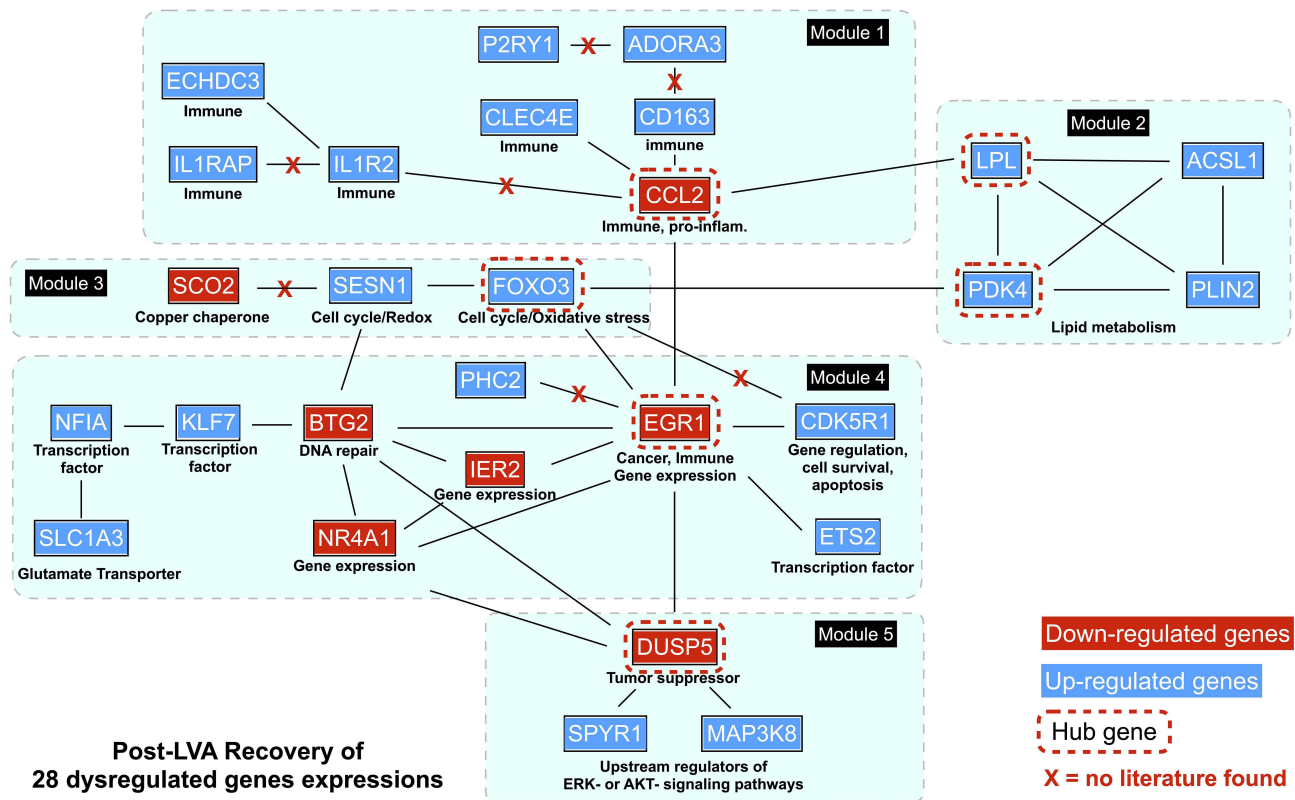 Module 1
P2RY1
X
ADORA3
X
ECHDC3
Immune
CLEC4E
Immune
CD163
immune
IL1RAP
Immune
X
IL1R2
Immune
X
CCL2
Immune, pro-inflam.
Module 2
LPL
ACSL1
PDK4
PLIN2
Lipid metabolism
Module 3
SCO2
Copper chaperone
X
SESN1
Cell cycle/Redox
FOXO3
Cell cycle/Oxidative stress
Module 4
PHC2
X
X
NFIA
Transcription
factor
KLF7
Transcription
factor
BTG2
DNA repair
EGR1
Cancer, Immune
Gene expression
CDK5R1
Gene regulation,
cell survival,
apoptosis
IER2
Gene expression
SLC1A3
Glutamate Transporter
NR4A1
Gene expression
ETS2
Transcription factor
Module 5
DUSP5
Tumor suppressor
SPYR1
MAP3K8
Upstream regulators of
ERK- or AKT- signaling pathways
Post-LVA Recovery of
28 dysregulated genes expressions
Down-regulated genes
Up-regulated genes
Hub gene
X = no literature found